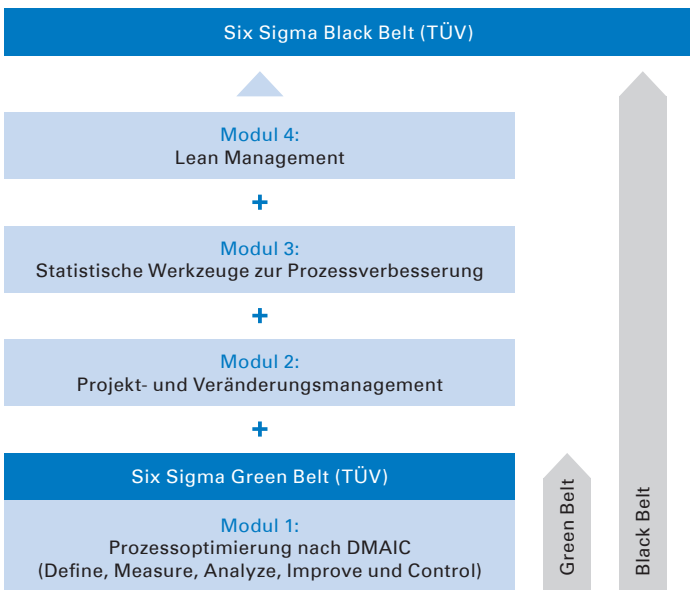 Six Sigma Black Belt (TÜV)
Modul 4:
Lean Management
+
Modul 3:
Statistische Werkzeuge zur Prozessverbesserung
+
Modul 2:
Projekt- und Veränderungsmanagement
+
Six Sigma Green Belt (TÜV)
Modul 1:
Prozessoptimierung nach DMAIC
(Define, Measure, Analyze, Improve und Control)
Green Belt
Black Belt